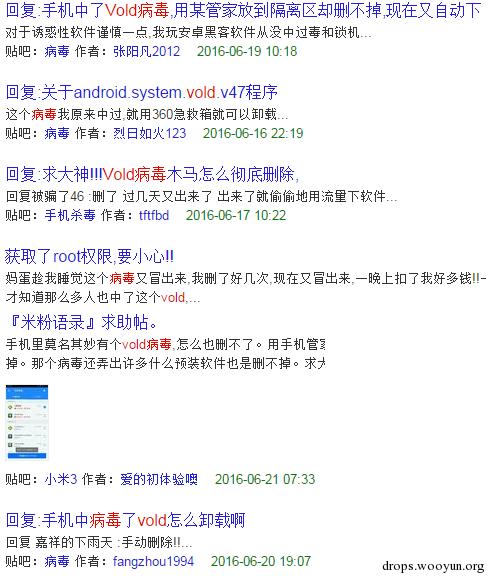 回复:手机中了Vold病毒,用某管家放到隔离区却删不掉,现在又自动下
对于诱惑性软件谨慎一点,我玩安卓黑客软件从没中过毒和锁机...
贴吧：病毒 作者：张阳凡2012 2016-06-19 10:18
回复:关于android.system.vold.v47程序
这个病毒我原来中过,就用360急救箱就可以卸载...
贴吧：病毒 作者：烈日如火123 2016-06-16 22:19
回复:求大神!!!Vold病毒木马怎么彻底删除,
回复被骗了46 :删了 过几天又出来了 出来了就偷偷地用流量下软件...
贴吧：手机杀毒 作者：tftfbd 2016-06-17 10:22
获取了root权限,要小心!!
妈蛋趁我睡觉这个病毒又冒出来,我删了好几次,现在又冒出来,一晚上扣了我好多钱!!
才知道那么多人也中了这个vold,...
『米粉语录』求助帖。
手机里莫名其妙有个vold病毒,怎么也删不了。用手机管家
掉。那个病毒还弄出许多什么预装软件也是删不掉。求大
贴吧：小米3 作者：爱的初体验噢 2016-06-21 07:33
回复:手机中病毒了vold怎么卸载啊
回复 嘉祥的下雨天 :手动删除!!...
贴吧：病毒 作者：fangzhou1994 2016-06-20 19:07
drops.wooyun.org